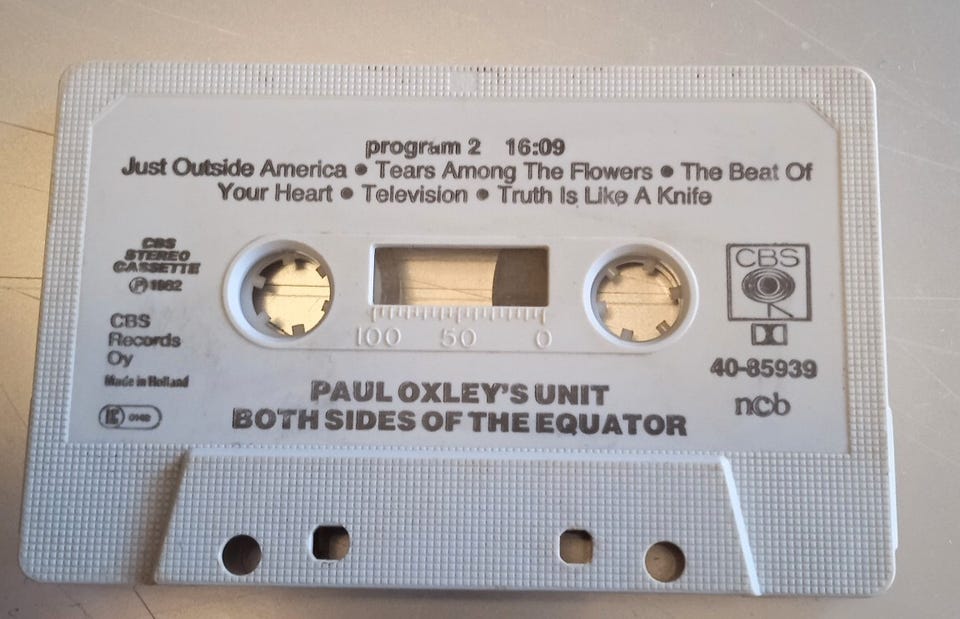 program 2 16:09
Just Outside America • Tears Among The Flowers • The Beat Of
Your Heart • Television • Truth Is Like A Knife
CBS
STEREO
CASSETTE
℗ 1982
CBS
Records
Oy
Made in Holland
CBS
100 50 0
40-85939
ncb
PAUL OXLEY'S UNIT
BOTH SIDES OF THE EQUATOR